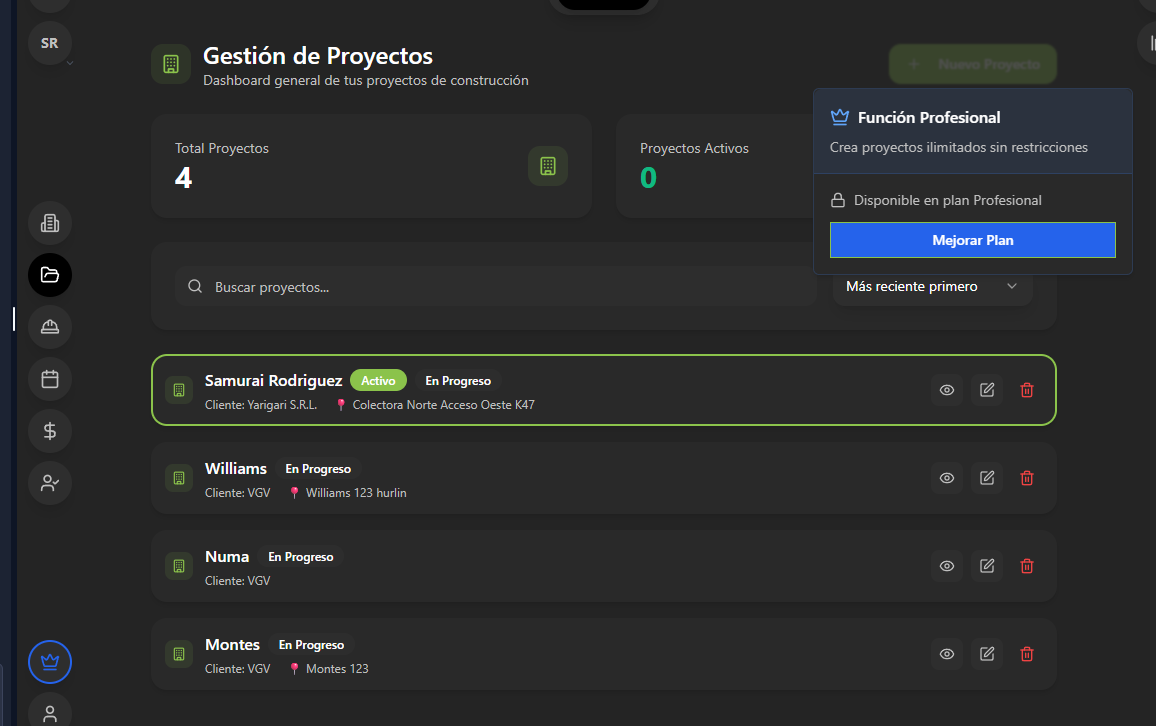 SR
Gestión de Proyectos
Dashboard general de tus proyectos de construcción
Nuevo Proyecto
Función Profesional
Crea proyectos ilimitados sin restricciones
Disponible en plan Profesional
Mejorar Plan
Total Proyectos
4
Proyectos Activos
0
Buscar proyectos...
Más reciente primero
Samurai Rodriguez Activo En Progreso
Cliente: Yarigari S.R.L. Colectora Norte Acceso Oeste K47
Williams En Progreso
Cliente: VGV Williams 123 hurlin
Numa En Progreso
Cliente: VGV
Montes En Progreso
Cliente: VGV Montes 123